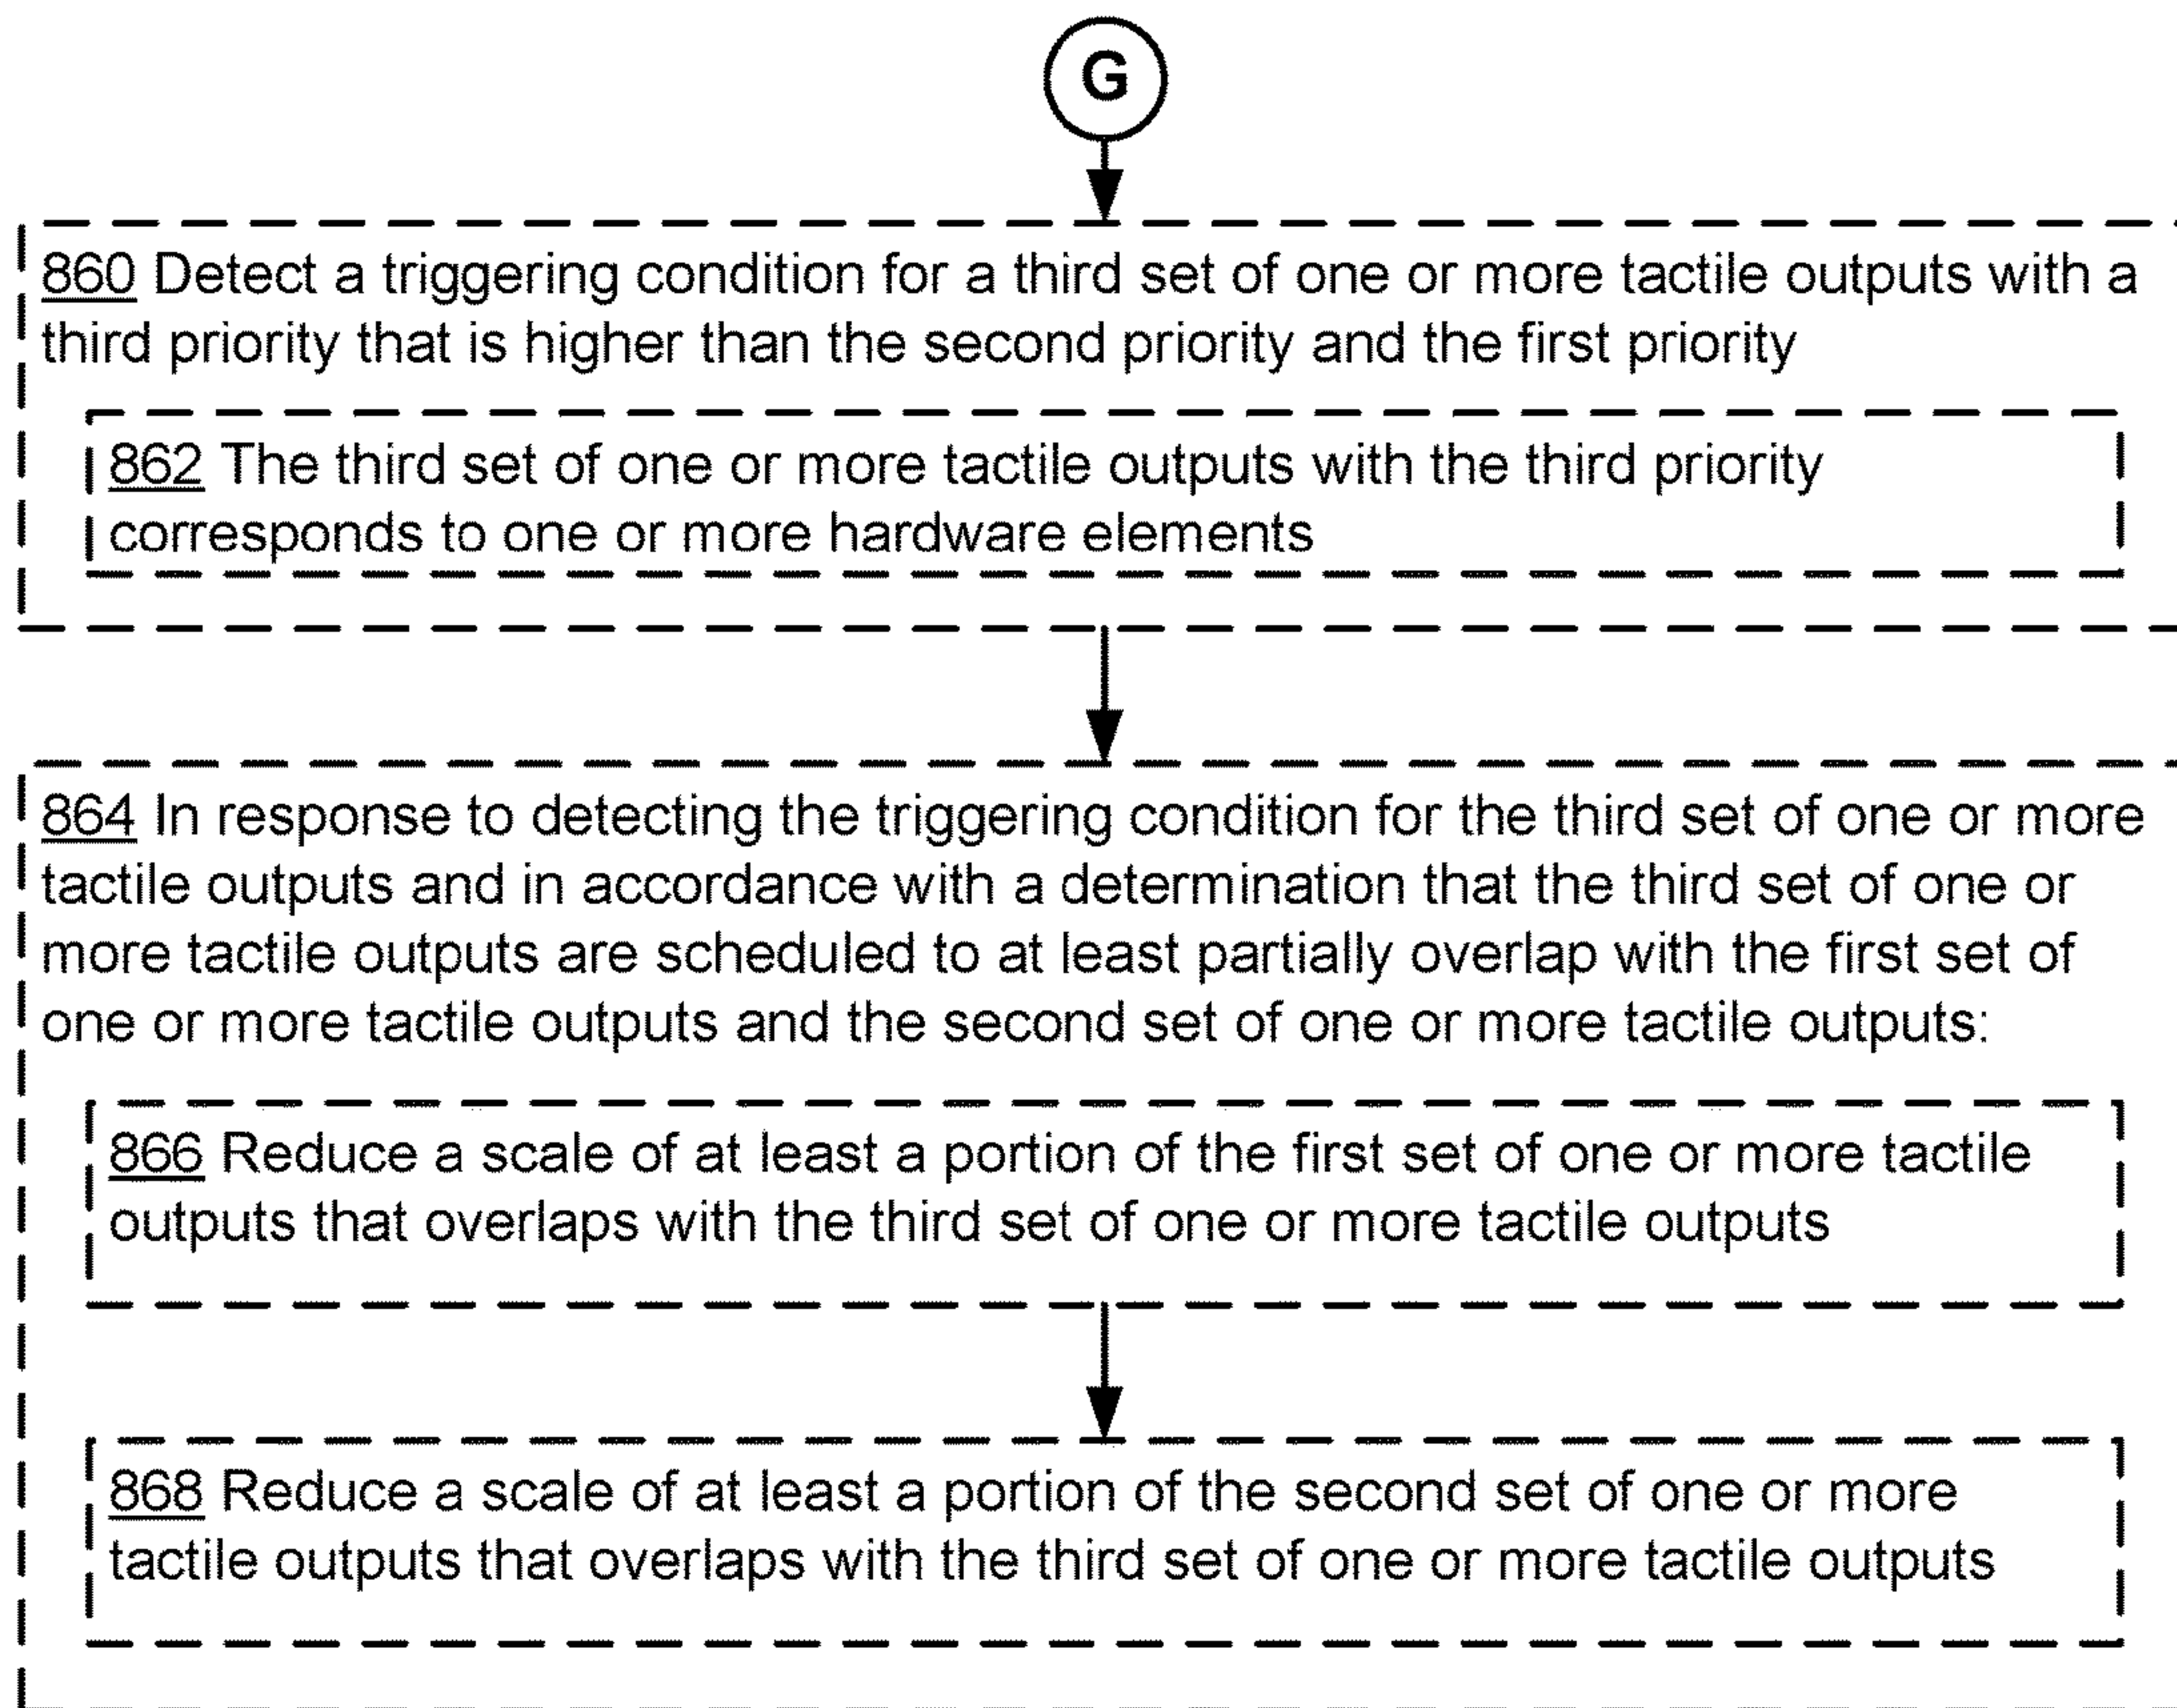 G
860 Detect a triggering condition for a third set of one or more tactile outputs with a
third priority that is higher than the second priority and the first priority
862 The third set of one or more tactile outputs with the third priority
corresponds to one or more hardware elements
864 In response to detecting the triggering condition for the third set of one or more
tactile outputs and in accordance with a determination that the third set of one or
more tactile outputs are scheduled to at least partially overlap with the first set of
one or more tactile outputs and the second set of one or more tactile outputs:
866 Reduce a scale of at least a portion of the first set of one or more tactile
outputs that overlaps with the third set of one or more tactile outputs
868 Reduce a scale of at least a portion of the second set of one or more
tactile outputs that overlaps with the third set of one or more tactile outputs